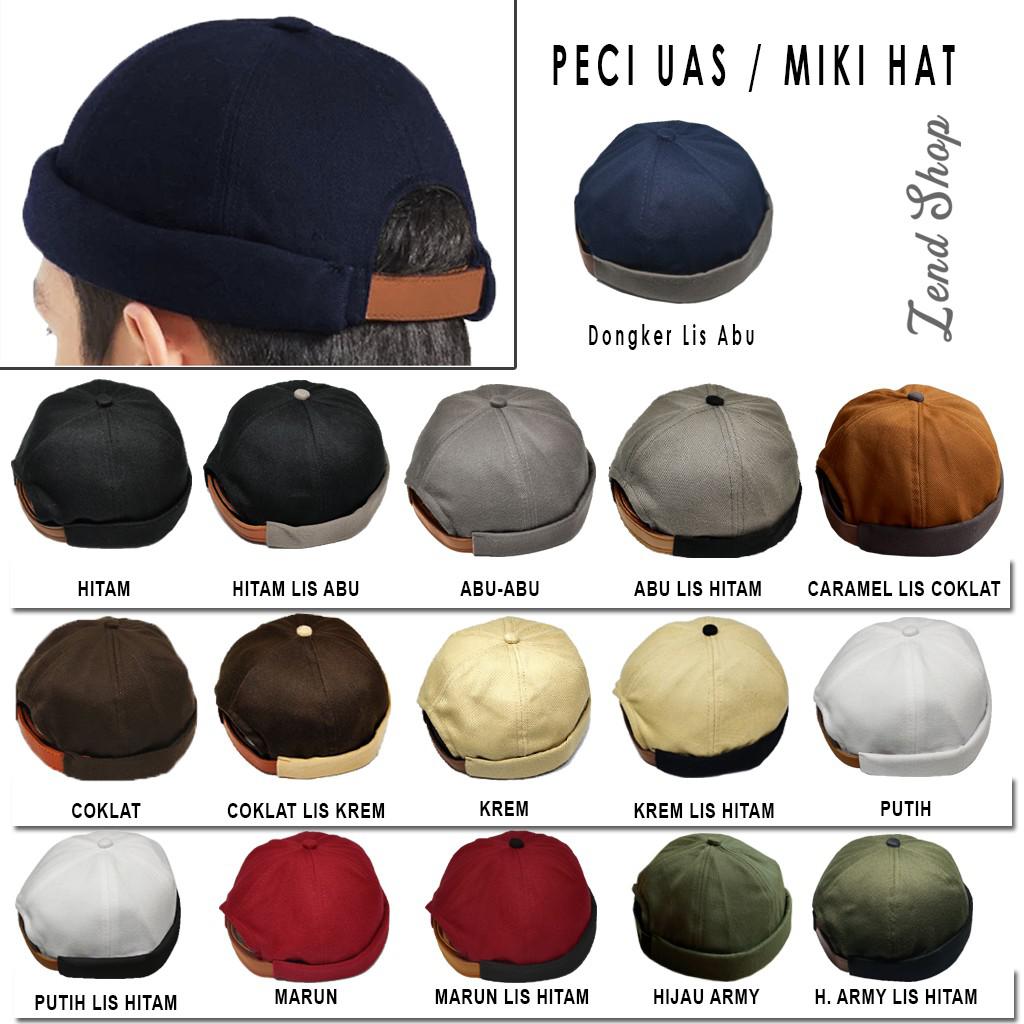 PECI UAS / MIKI HAT
Zend Shop
Dongker Lis Abu
HITAM
HITAM LIS ABU
ABU-ABU
ABU LIS HITAM
CARAMEL LIS COKLAT
COKLAT
COKLAT LIS KREM
KREM
KREM LIS HITAM
PUTIH
PUTIH LIS HITAM
MARUN
MARUN LIS HITAM
HIJAU ARMY
H. ARMY LIS HITAM